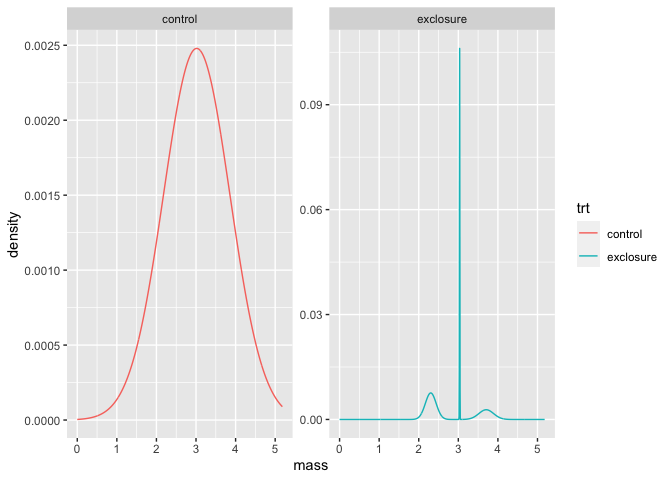 control
exclosure
density
0.0025
0.0020
0.0015
0.0010
0.0005
0.0000
0.09
0.06
0.03
0.00
0 1 2 3 4 5
0 1 2 3 4 5
mass
trt
control
exclosure